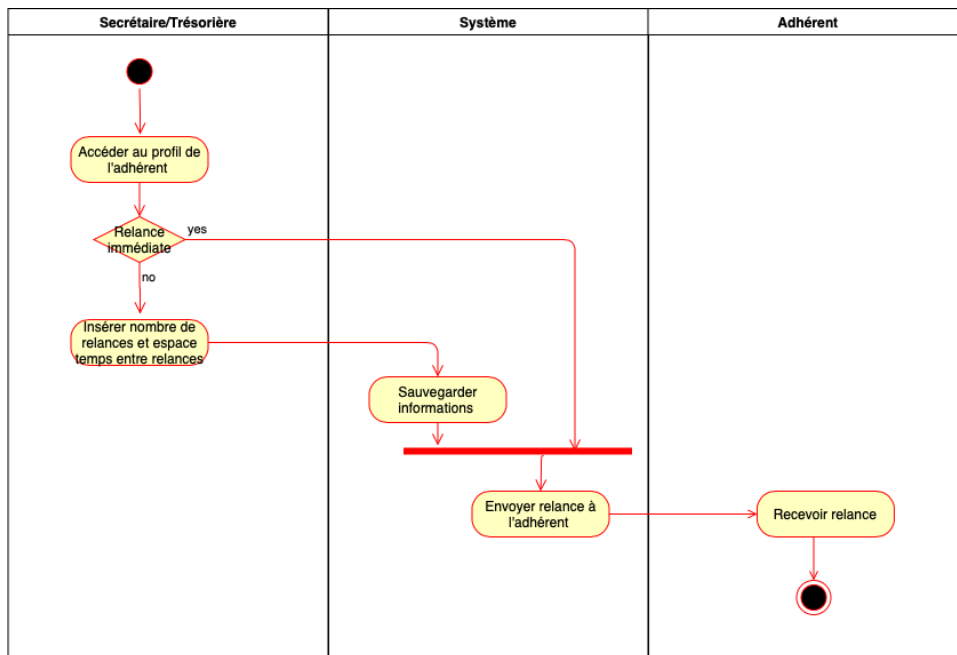 Secrétaire/Trésorière
Système
Adhérent
Accéder au profil de
l'adhérent
Relance
immédiate
yes
no
Insérer nombre de
relances et espace
temps entre relances
Sauvegarder
informations
Envoyer relance à
l'adhérent
Recevoir relance